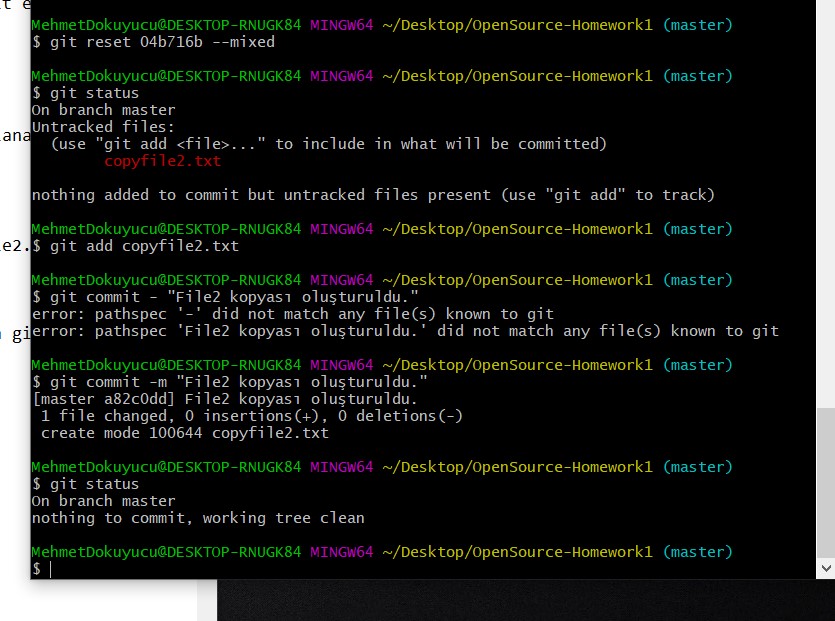 MehmetDokuyucu@DESKTOP-RNUGK84 MINGW64 ~/Desktop/OpenSource-Homework1 (master)
$ git reset 04b716b --mixed
MehmetDokuyucu@DESKTOP-RNUGK84 MINGW64 ~/Desktop/OpenSource-Homework1 (master)
$ git status
On branch master
Untracked files:
(use "git add <file>..." to include in what will be committed)
copyfile2.txt
nothing added to commit but untracked files present (use "git add" to track)
MehmetDokuyucu@DESKTOP-RNUGK84 MINGW64 ~/Desktop/OpenSource-Homework1 (master)
$ git add copyfile2.txt
MehmetDokuyucu@DESKTOP-RNUGK84 MINGW64 ~/Desktop/OpenSource-Homework1 (master)
$ git commit - "File2 kopyası oluşturuldu."
error: pathspec '-' did not match any file(s) known to git
error: pathspec 'File2 kopyası oluşturuldu.' did not match any file(s) known to git
MehmetDokuyucu@DESKTOP-RNUGK84 MINGW64 ~/Desktop/OpenSource-Homework1 (master)
$ git commit -m "File2 kopyası oluşturuldu."
[master a82c0dd] File2 kopyası oluşturuldu.
1 file changed, 0 insertions(+), 0 deletions(-)
create mode 100644 copyfile2.txt
MehmetDokuyucu@DESKTOP-RNUGK84 MINGW64 ~/Desktop/OpenSource-Homework1 (master)
$ git status
On branch master
nothing to commit, working tree clean
MehmetDokuyucu@DESKTOP-RNUGK84 MINGW64 ~/Desktop/OpenSource-Homework1 (master)
$